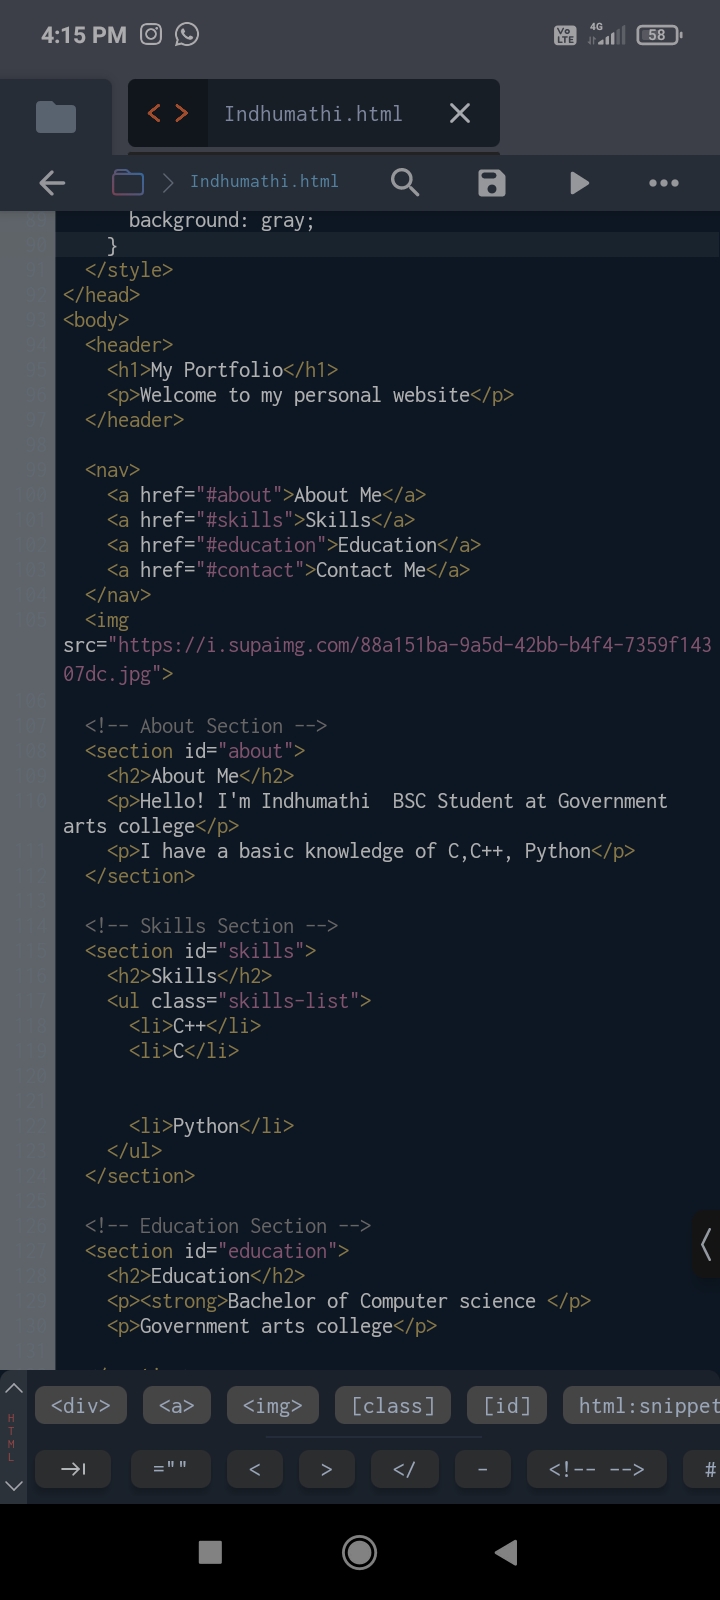 4:15 PM
Vo LTE 4G 58
< > Indhumathi.html
Indhumathi.html
background: gray;
}
</style>
</head>
<body>
<header>
<h1>My Portfolio</h1>
<p>Welcome to my personal website</p>
</header>
<nav>
<a href="#about">About Me</a>
<a href="#skills">Skills</a>
<a href="#education">Education</a>
<a href="#contact">Contact Me</a>
</nav>
<img
src="https://i.supaimg.com/88a151ba-9a5d-42bb-b4f4-7359f143
07dc.jpg">
<!-- About Section -->
<section id="about">
<h2>About Me</h2>
<p>Hello! I'm Indhumathi  BSC Student at Government
arts college</p>
<p>I have a basic knowledge of C,C++, Python</p>
</section>
<!-- Skills Section -->
<section id="skills">
<h2>Skills</h2>
<ul class="skills-list">
<li>C++</li>
<li>C</li>
<li>Python</li>
</ul>
</section>
<!-- Education Section -->
<section id="education">
<h2>Education</h2>
<p><strong>Bachelor of Computer science </p>
<p>Government arts college</p>
HTML
<div> <a> <img> [class] [id] html:snippet
="" < > </ - <!-- --> #